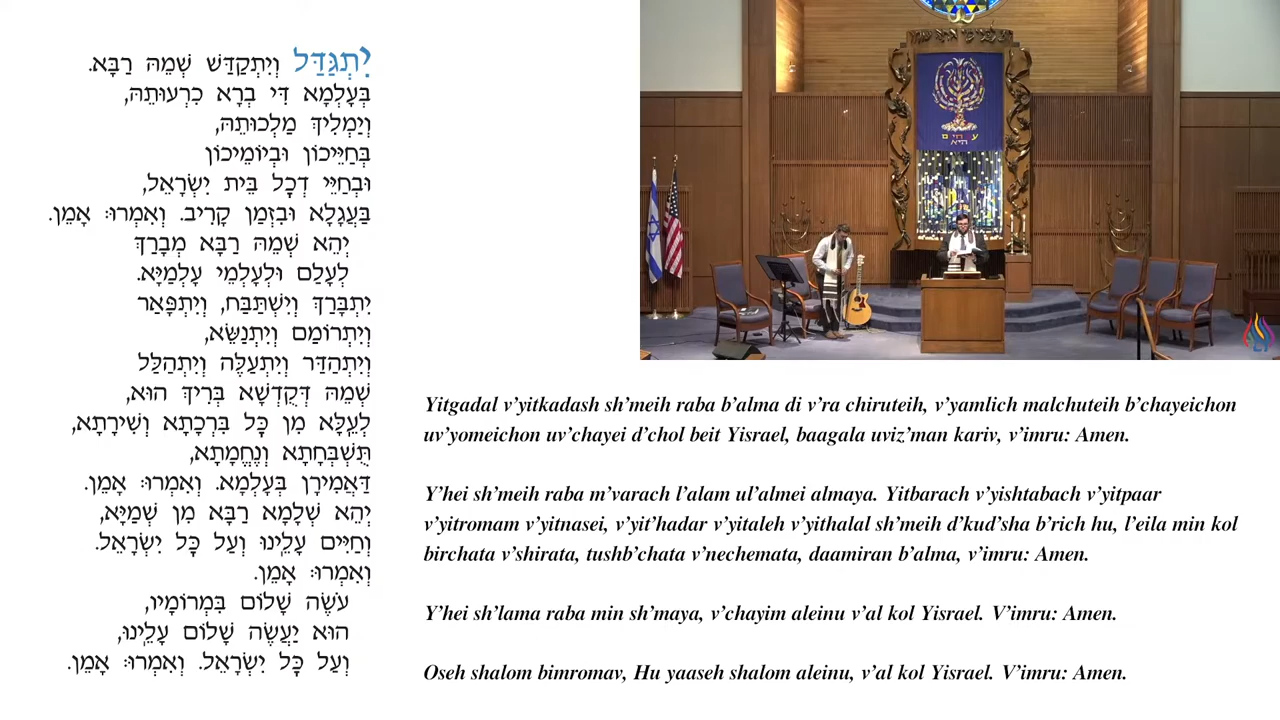 יִתְגַּדַּל וְיִתְקַדַּשׁ שְׁמֵהּ רַבָּא.
בְּעָלְמָא דִּי בְרָא כִרְעוּתֵהּ,
וְיַמְלִיךְ מַלְכוּתֵהּ,
בְּחַיֵּיכוֹן וּבְיוֹמֵיכוֹן
וּבְחַיֵּי דְכׇל בֵּית יִשְׂרָאֵל,
בַּעֲגָלָא וּבִזְמַן קָרִיב. וְאִמְרוּ: אָמֵן.
יְהֵא שְׁמֵהּ רַבָּא מְבָרַךְ
לְעָלַם וּלְעָלְמֵי עָלְמַיָּא.
יִתְבָּרַךְ וְיִשְׁתַּבַּח, וְיִתְפָּאַר
וְיִתְרוֹמַם וְיִתְנַשֵּׂא,
וְיִתְהַדַּר וְיִתְעַלֶּה וְיִתְהַלַּל
שְׁמֵהּ דְּקֻדְשָׁא בְּרִיךְ הוּא,
לְעֵֽלָּא מִן כׇּל בִּרְכָתָא וְשִׁירָתָא,
תֻּשְׁבְּחָתָא וְנֶחֱמָתָא,
דַּאֲמִירָן בְּעָלְמָא. וְאִמְרוּ: אָמֵן.
יְהֵא שְׁלָמָא רַבָּא מִן שְׁמַיָּא,
וְחַיִּים עָלֵֽינוּ וְעַל כׇּל יִשְׂרָאֵל.
וְאִמְרוּ: אָמֵן.
עֹשֶׂה שָׁלוֹם בִּמְרוֹמָיו,
הוּא יַעֲשֶׂה שָׁלוֹם עָלֵֽינוּ,
וְעַל כׇּל יִשְׂרָאֵל. וְאִמְרוּ: אָמֵן.
Yitgadal v’yitkadash sh’meih raba b’alma di v’ra chiruteih, v’yamlich malchuteih b’chayeichon
uv’yomeichon uv’chayei d’chol beit Yisrael, baagala uviz’man kariv, v’imru: Amen.
Y’hei sh’meih raba m’varach l’alam ul’almei almaya. Yitbarach v’yishtabach v’yitpaar
v’yitromam v’yitnasei, v’yit’hadar v’yitaleh v’yithalal sh’meih d’kud’sha b’rich hu, l’eila min kol
birchata v’shirata, tushb’chata v’nechemata, daamiran b’alma, v’imru: Amen.
Y’hei sh’lama raba min sh’maya, v’chayim aleinu v’al kol Yisrael. V’imru: Amen.
Oseh shalom bimromav, Hu yaaseh shalom aleinu, v’al kol Yisrael. V’imru: Amen.